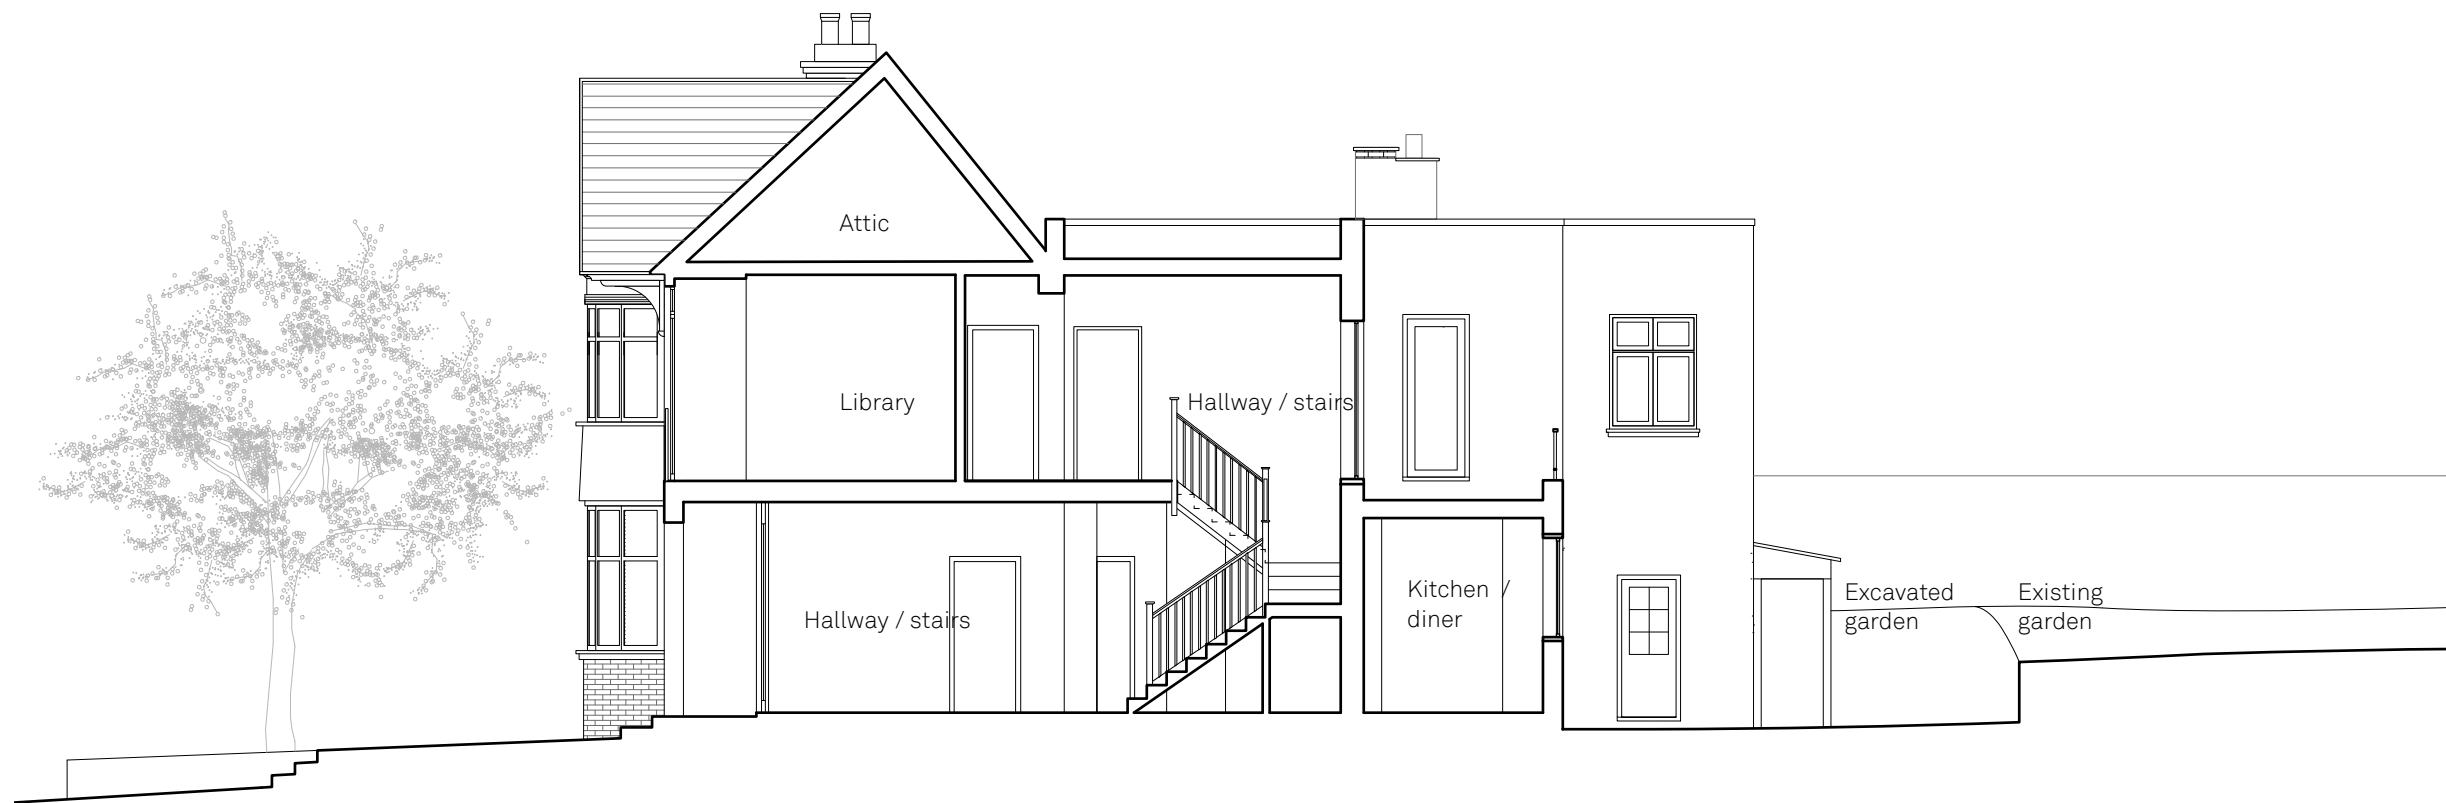 Attic
Library
Hallway / stairs
Hallway / stairs
Kitchen /
diner
Excavated
garden
Existing
garden